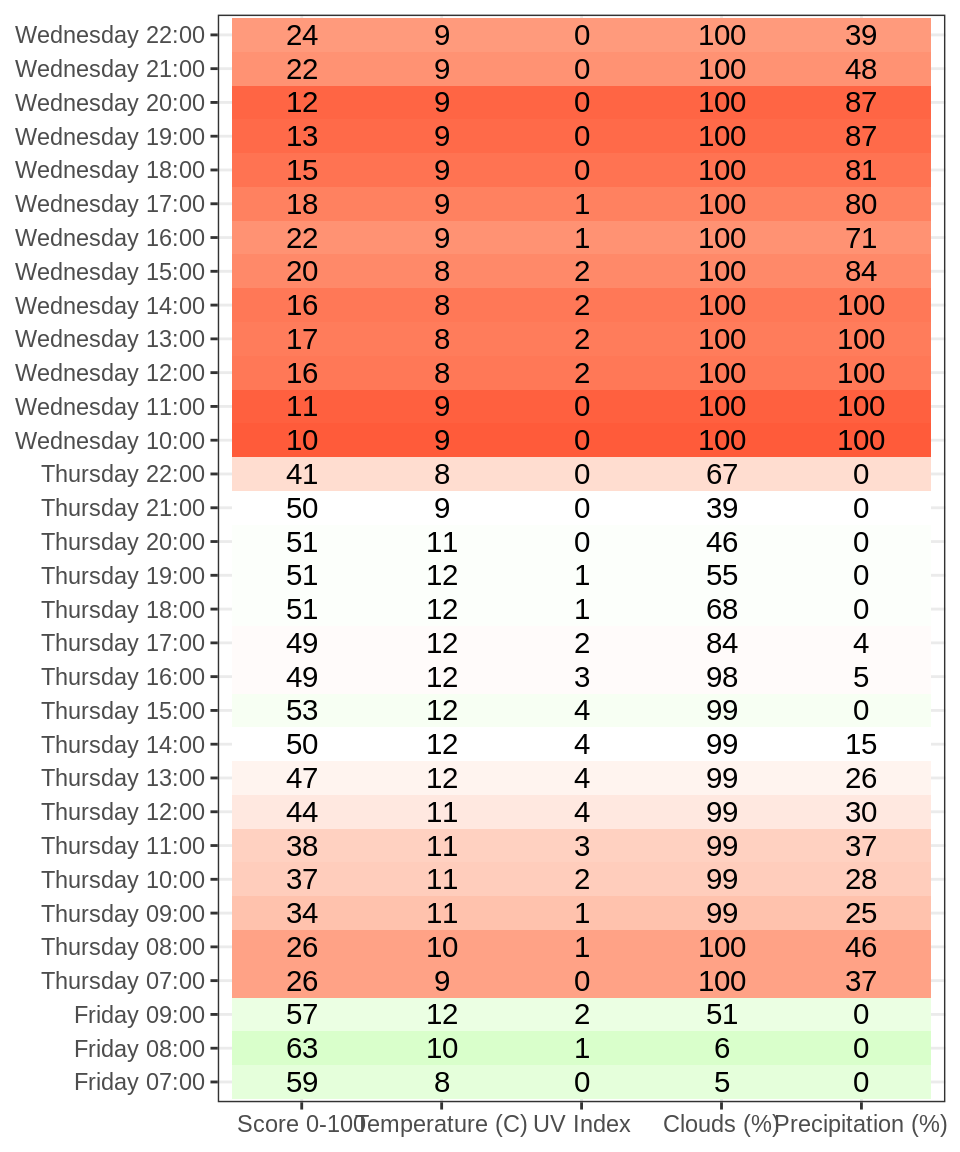 Wednesday 22:00 24 9 0 100 39
Wednesday 21:00 22 9 0 100 48
Wednesday 20:00 12 9 0 100 87
Wednesday 19:00 13 9 0 100 87
Wednesday 18:00 15 9 0 100 81
Wednesday 17:00 18 9 1 100 80
Wednesday 16:00 22 9 1 100 71
Wednesday 15:00 20 8 2 100 84
Wednesday 14:00 16 8 2 100 100
Wednesday 13:00 17 8 2 100 100
Wednesday 12:00 16 8 2 100 100
Wednesday 11:00 11 9 0 100 100
Wednesday 10:00 10 9 0 100 100
Thursday 22:00 41 8 0 67 0
Thursday 21:00 50 9 0 39 0
Thursday 20:00 51 11 0 46 0
Thursday 19:00 51 12 1 55 0
Thursday 18:00 51 12 1 68 0
Thursday 17:00 49 12 2 84 4
Thursday 16:00 49 12 3 98 5
Thursday 15:00 53 12 4 99 0
Thursday 14:00 50 12 4 99 15
Thursday 13:00 47 12 4 99 26
Thursday 12:00 44 11 4 99 30
Thursday 11:00 38 11 3 99 37
Thursday 10:00 37 11 2 99 28
Thursday 09:00 34 11 1 99 25
Thursday 08:00 26 10 1 100 46
Thursday 07:00 26 9 0 100 37
Friday 09:00 57 12 2 51 0
Friday 08:00 63 10 1 6 0
Friday 07:00 59 8 0 5 0
Score 0-100 Temperature (C) UV Index Clouds (%) Precipitation (%)